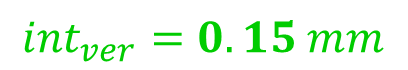 int_ver = 0.15 mm